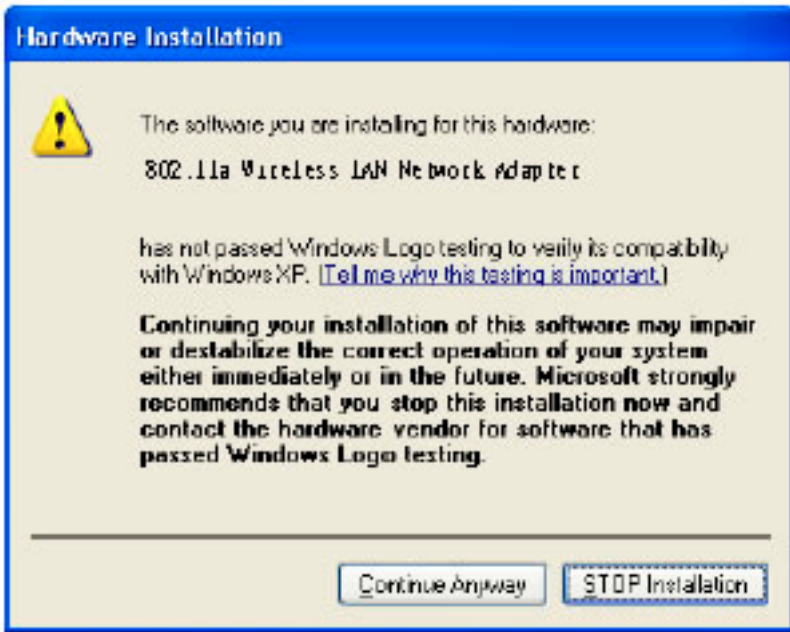 Hardware Installation
The software you are installing for this hardware:
802.11a Wireless LAN Network Adapter
has not passed Windows Logo testing to verify its compatibility
with Windows XP. (Tell me why this testing is important.)
Continuing your installation of this software may impair
or destabilize the correct operation of your system
either immediately or in the future. Microsoft strongly
recommends that you stop this installation now and
contact the hardware vendor for software that has
passed Windows Logo testing.
Continue Anyway
STOP Installation